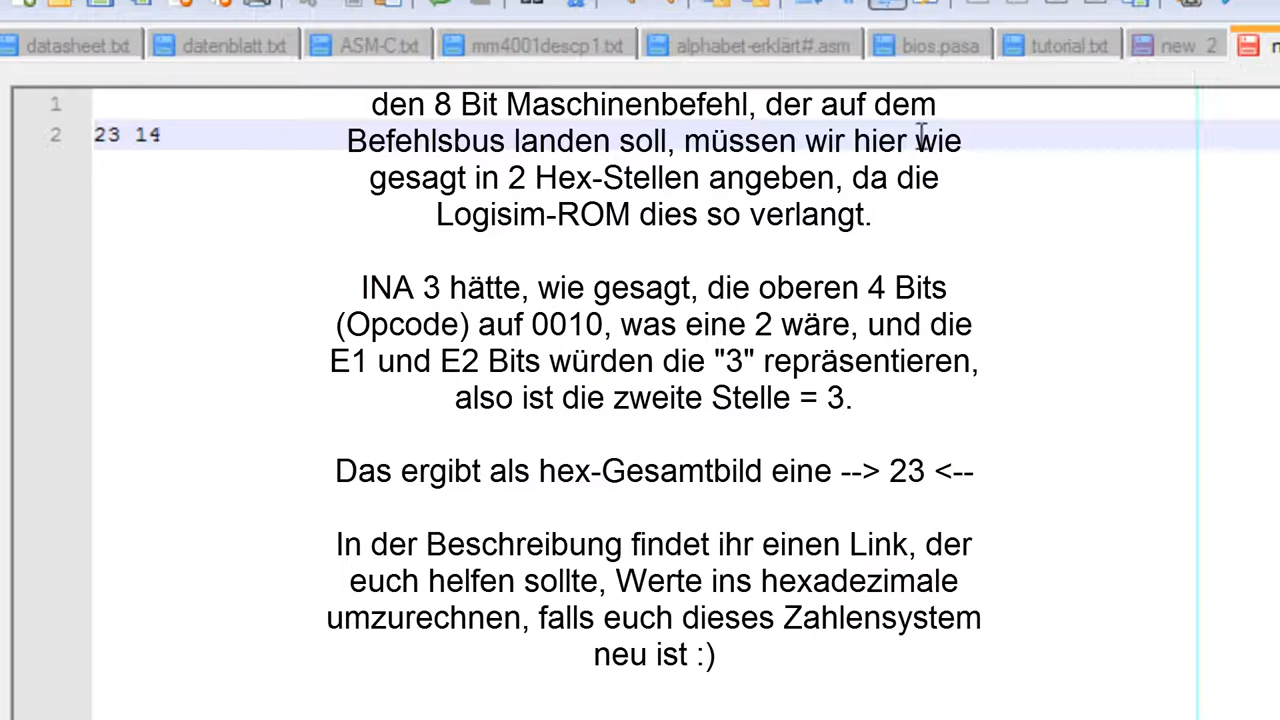 datasheet.txt datenblatt.txt ASM-C.txt mm4001descp1.txt alphabet-erklärt#.asm bios.pasa tutorial.txt new 2
1
2 23 14
den 8 Bit Maschinenbefehl, der auf dem
Befehlsbus landen soll, müssen wir hier wie
gesagt in 2 Hex-Stellen angeben, da die
Logisim-ROM dies so verlangt.
INA 3 hätte, wie gesagt, die oberen 4 Bits
(Opcode) auf 0010, was eine 2 wäre, und die
E1 und E2 Bits würden die "3" repräsentieren,
also ist die zweite Stelle = 3.
Das ergibt als hex-Gesamtbild eine --> 23 <--
In der Beschreibung findet ihr einen Link, der
euch helfen sollte, Werte ins hexadezimale
umzurechnen, falls euch dieses Zahlensystem
neu ist :)